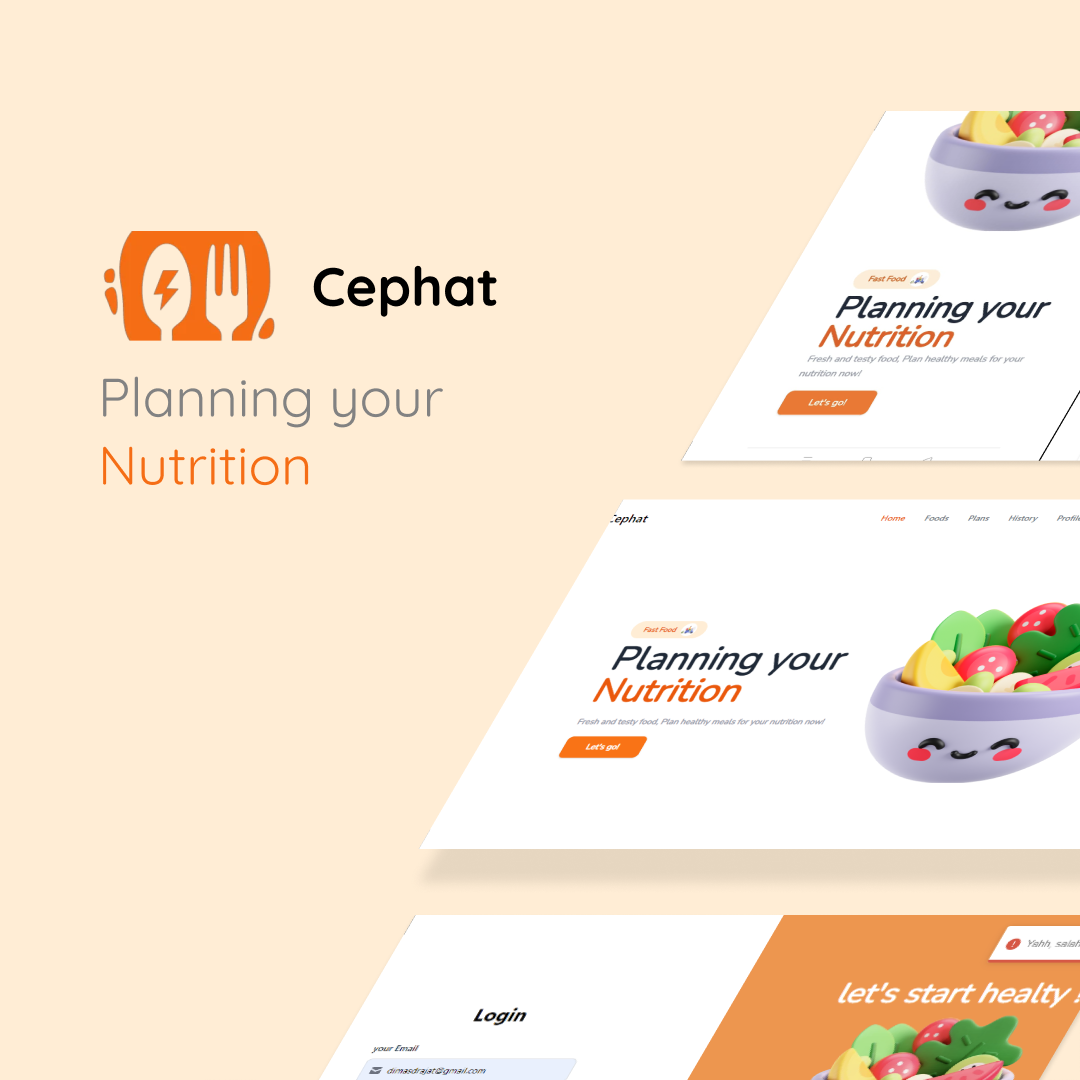 Cephat
Planning your
Nutrition
Fast Food
Planning your
Nutrition
Fresh and testy food, Plan healthy meals for your
nutrition now!
Let's go!
Cephat
Home Foods Plans History Profile
Fast Food
Planning your
Nutrition
Fresh and testy food, Plan healthy meals for your nutrition now!
Let's go!
Yahh, salah
let's start healty
Login
your Email
dimasdrajat@gmail.com